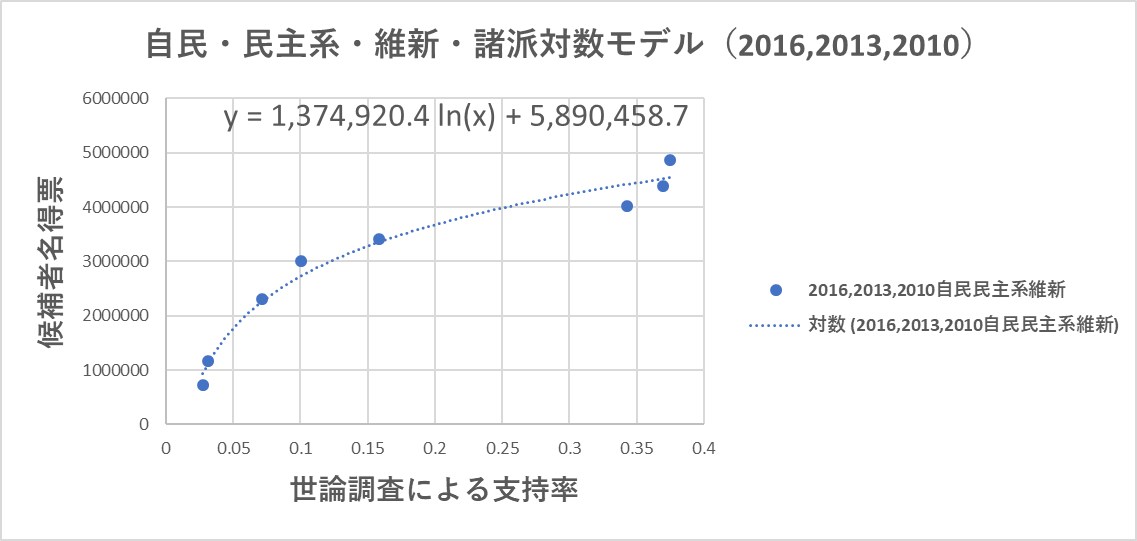 自民・民主系・維新・諸派対数モデル（2016,2013,2010）
y = 1,374,920.4 ln(x) + 5,890,458.7
6000000
5000000
4000000
3000000
2000000
1000000
0
候補者名得票
0 0.05 0.1 0.15 0.2 0.25 0.3 0.35 0.4
世論調査による支持率
2016,2013,2010自民民主系維新
対数 (2016,2013,2010自民民主系維新)